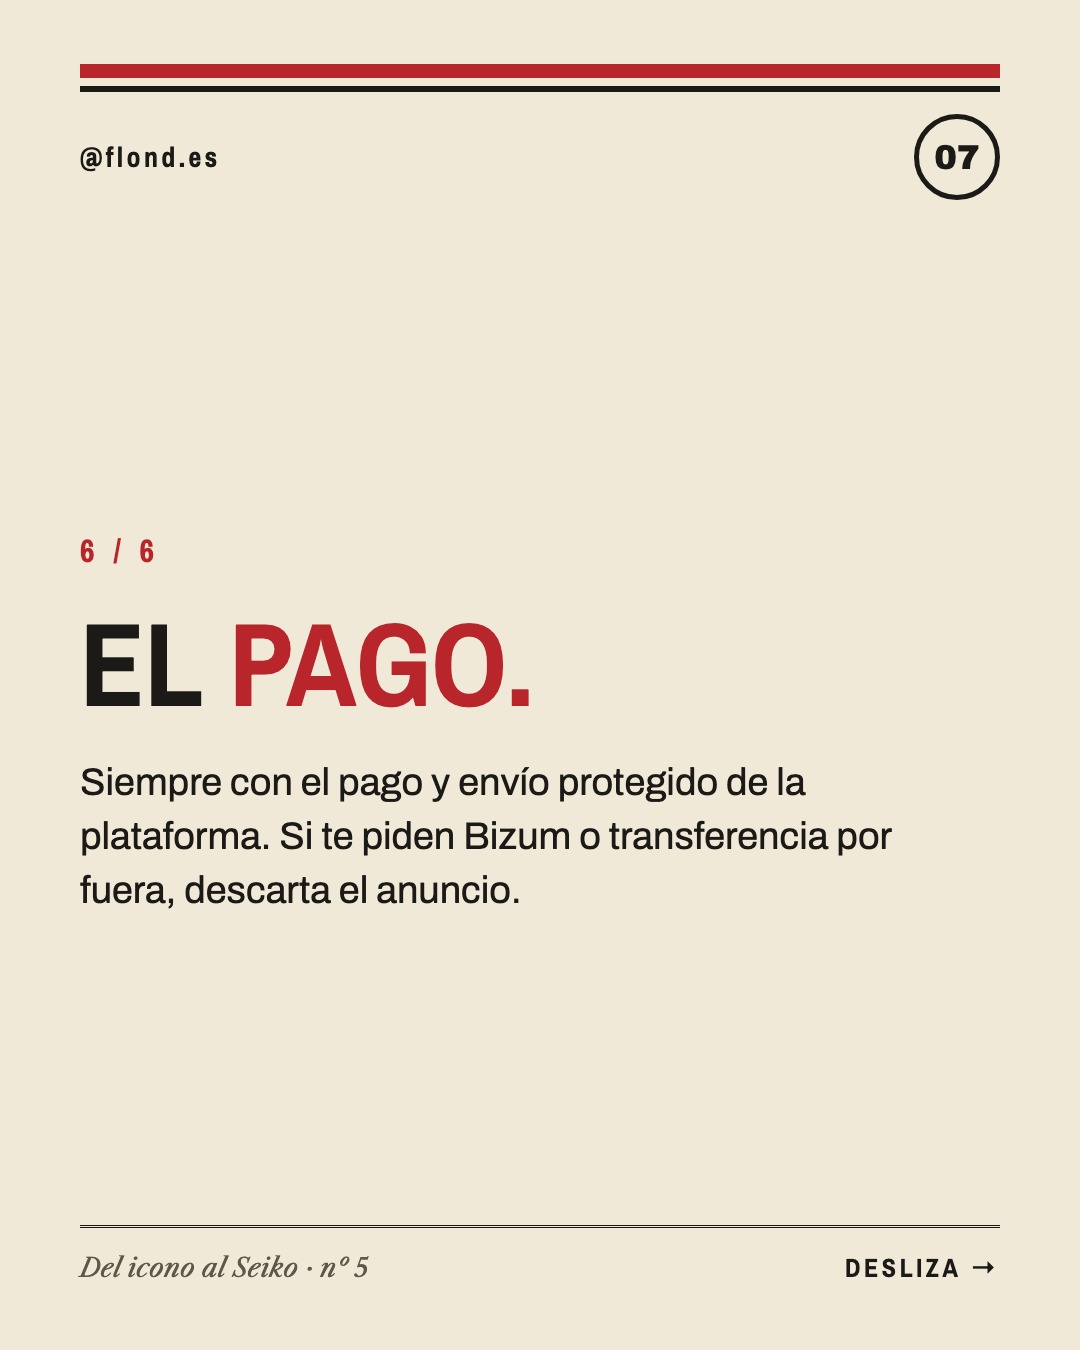 @flond.es
07
6 / 6
EL PAGO.
Siempre con el pago y envío protegido de la
plataforma. Si te piden Bizum o transferencia por
fuera, descarta el anuncio.
Del icono al Seiko · nº 5
DESLIZA →